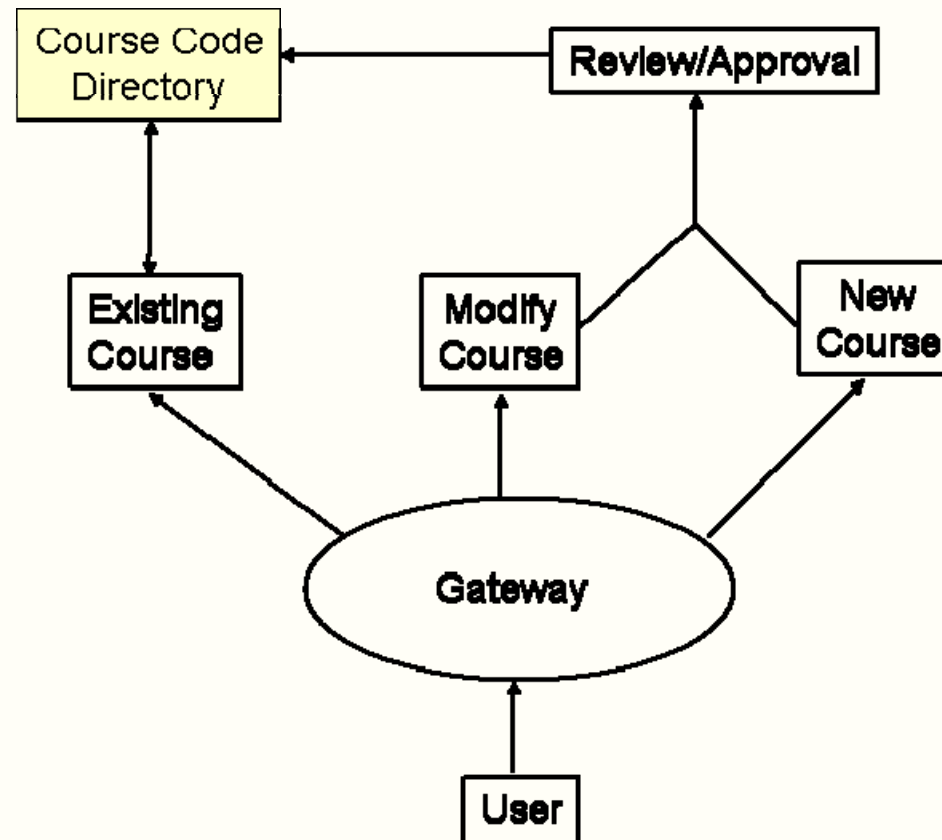 Course Code
Directory
Review/Approval
Existing
Course
Modify
Course
New
Course
Gateway
User